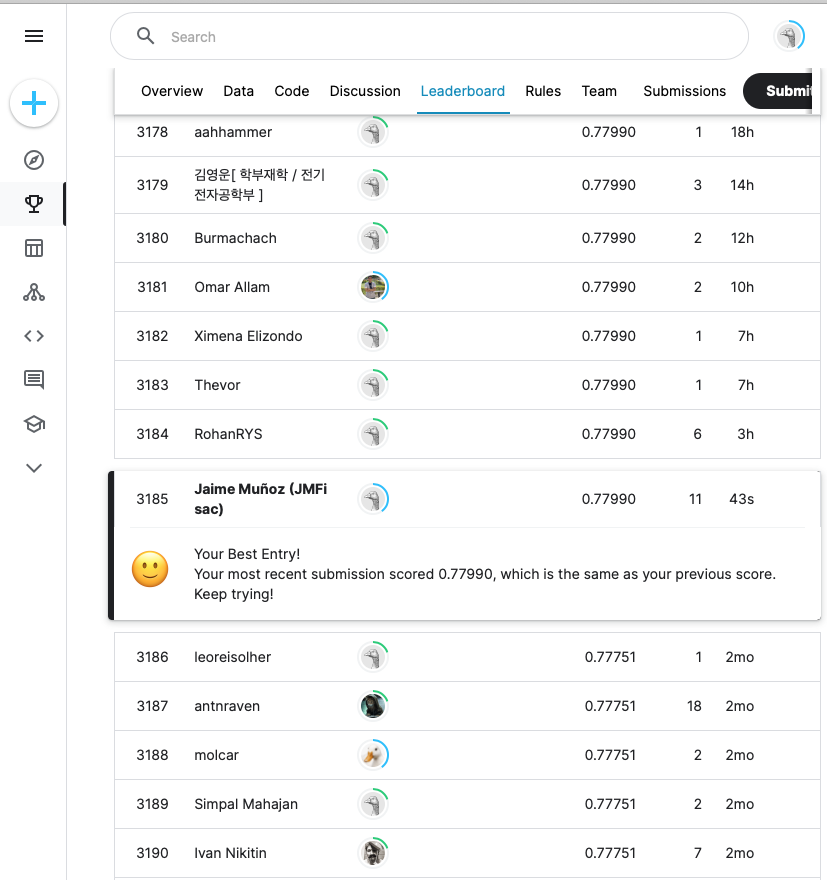 Search
Overview Data Code Discussion Leaderboard Rules Team Submissions Submi
3178 aahhammer 0.77990 1 18h
3179 김영운[ 학부재학 / 전기 0.77990 3 14h
전자공학부 ]
3180 Burmachach 0.77990 2 12h
3181 Omar Allam 0.77990 2 10h
3182 Ximena Elizondo 0.77990 1 7h
3183 Thevor 0.77990 1 7h
3184 RohanRYS 0.77990 6 3h
3185 Jaime Muñoz (JMFi 0.77990 11 43s
sac)
Your Best Entry!
Your most recent submission scored 0.77990, which is the same as your previous score.
Keep trying!
3186 leoreisolher 0.77751 1 2mo
3187 antnraven 0.77751 18 2mo
3188 molcar 0.77751 2 2mo
3189 Simpal Mahajan 0.77751 2 2mo
3190 Ivan Nikitin 0.77751 7 2mo